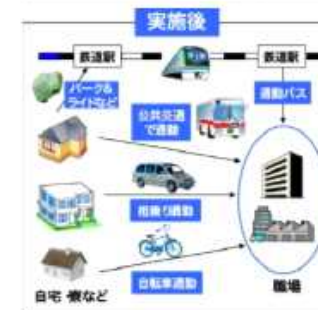 実施後
鉄道駅
鉄道駅
パーク&
ライドなど
公共交通
で通勤
通勤バス
相乗り通勤
自転車通勤
自宅・寮など
職場